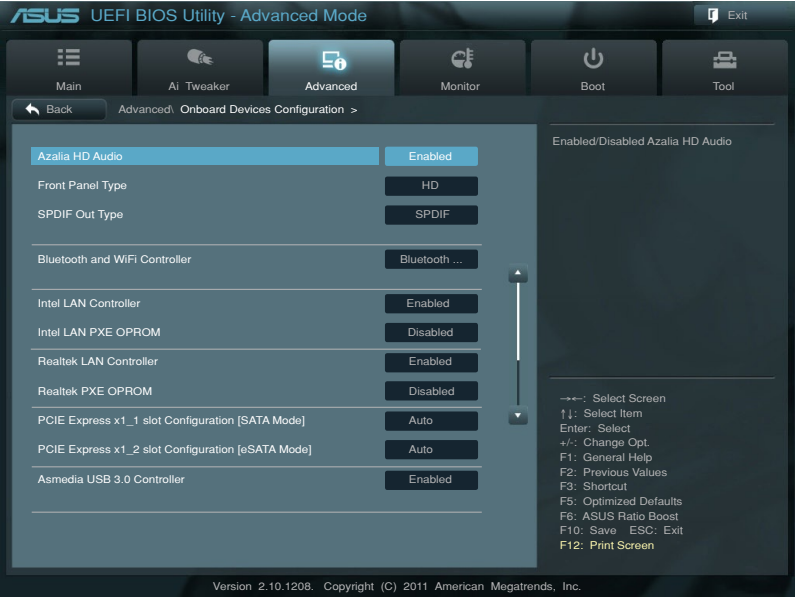 ASUS UEFI BIOS Utility - Advanced Mode
Exit
Main
Ai Tweaker
Advanced
Monitor
Boot
Tool
Back
Advanced\ Onboard Devices Configuration >
Azalia HD Audio Enabled
Front Panel Type HD
SPDIF Out Type SPDIF
Bluetooth and WiFi Controller Bluetooth ...
Intel LAN Controller Enabled
Intel LAN PXE OPROM Disabled
Realtek LAN Controller Enabled
Realtek PXE OPROM Disabled
PCIE Express x1_1 slot Configuration [SATA Mode] Auto
PCIE Express x1_2 slot Configuration [eSATA Mode] Auto
Asmedia USB 3.0 Controller Enabled
Enabled/Disabled Azalia HD Audio
→←: Select Screen
↑↓: Select Item
Enter: Select
+/-: Change Opt.
F1: General Help
F2: Previous Values
F3: Shortcut
F5: Optimized Defaults
F6: ASUS Ratio Boost
F10: Save ESC: Exit
F12: Print Screen
Version 2.10.1208. Copyright (C) 2011 American Megatrends, Inc.